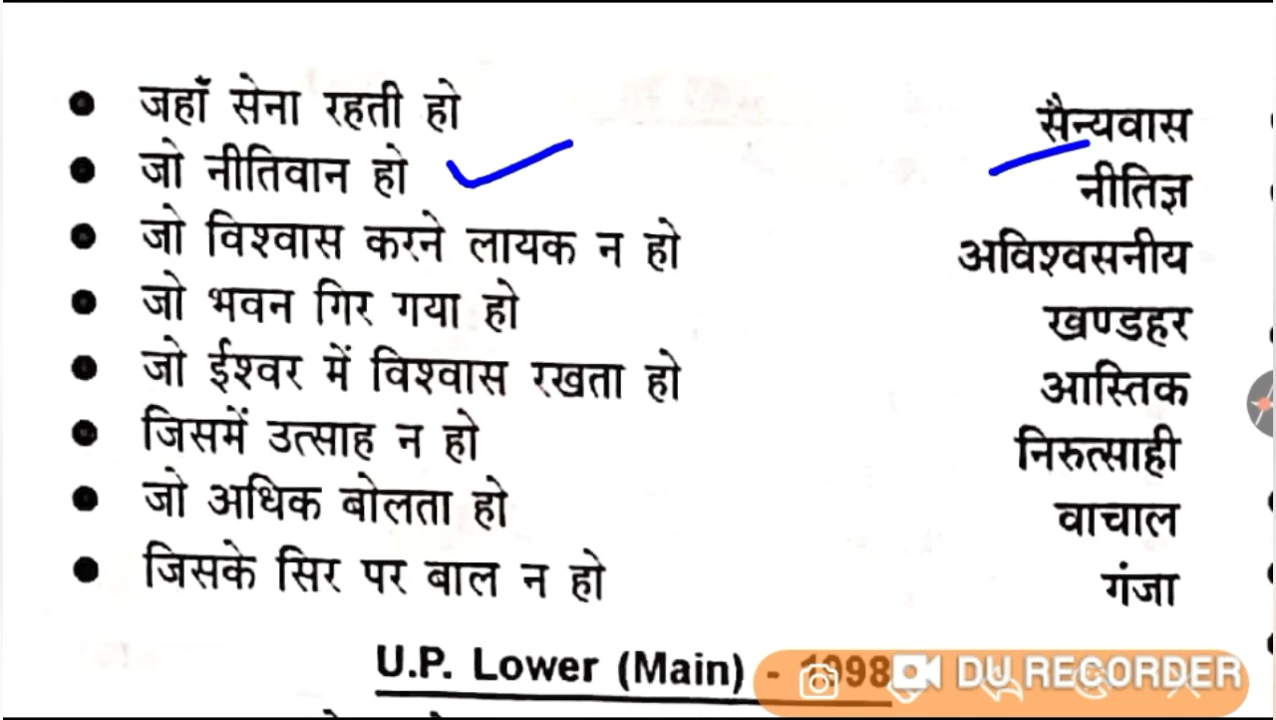 जहाँ सेना रहती हो सैन्यवास
जो नीतिवान हो नीतिज्ञ
जो विश्वास करने लायक न हो अविश्वसनीय
जो भवन गिर गया हो खण्डहर
जो ईश्वर में विश्वास रखता हो आस्तिक
जिसमें उत्साह न हो निरुत्साही
जो अधिक बोलता हो वाचाल
जिसके सिर पर बाल न हो गंजा
U.P. Lower (Main) - 1998
DU RECORDER